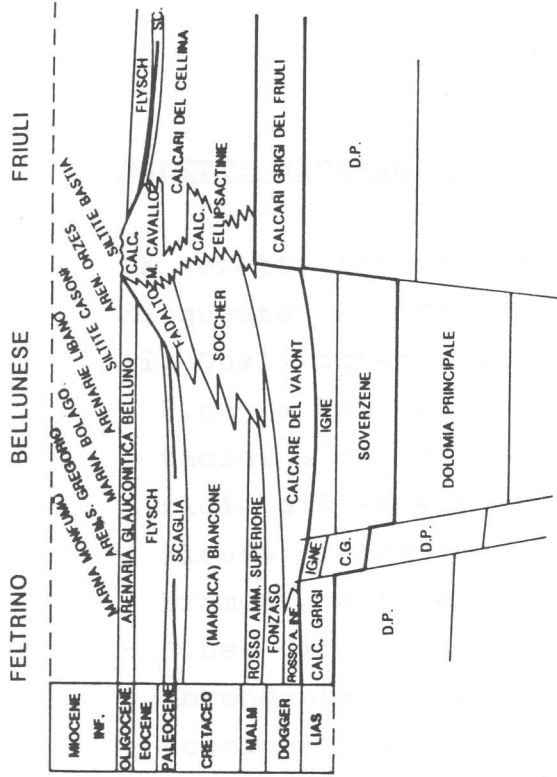 FELTRINO BELLUNESE FRIULI
MIOCENE
INF.
MARNA MONFUMO
AREN. S. GREGORIO
MARNA BOLAGO
ARENARIE LIBANO
SILTITE CASONI
AREN. ORZES
SILTITE BASTIA
OLIGOCENE
ARENARIA GLAUCONITICA BELLUNO
EOCENE
FLYSCH
CALC.
M. CAVALLO
FLYSCH
SC.
PALEOCENE
SCAGLIA
FADALTO
CALCARI DEL CELLINA
CRETACEO
(MAIOLICA) BIANCONE
SOCCHER
CALC.
ELLIPSACTINIE
MALM
ROSSO AMM. SUPERIORE
FONZASO
DOGGER
ROSSO A. INF.
CALCARE DEL VAIONT
CALCARI GRIGI DEL FRIULI
LIAS
CALC. GRIGI
IGNE
IGNE
C.G.
SOVERZENE
D.P.
D.P.
DOLOMIA PRINCIPALE
D.P.